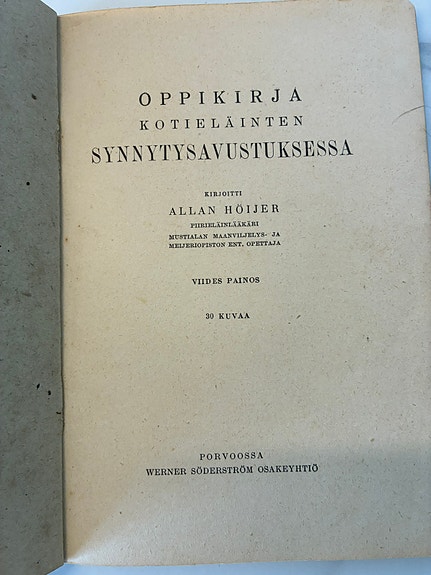 OPPIKIRJA
KOTIELÄINTEN
SYNNYTYSAVUSTUKSESSA
KIRJOITTI
ALLAN HÖIJER
PIIRIELÄINLÄÄKÄRI
MUSTIALAN MAANVILJELYS- JA
MEIJERIOPISTON ENT. OPETTAJA
VIIDES PAINOS
30 KUVAA
PORVOOSSA
WERNER SÖDERSTRÖM OSAKEYHTIÖ